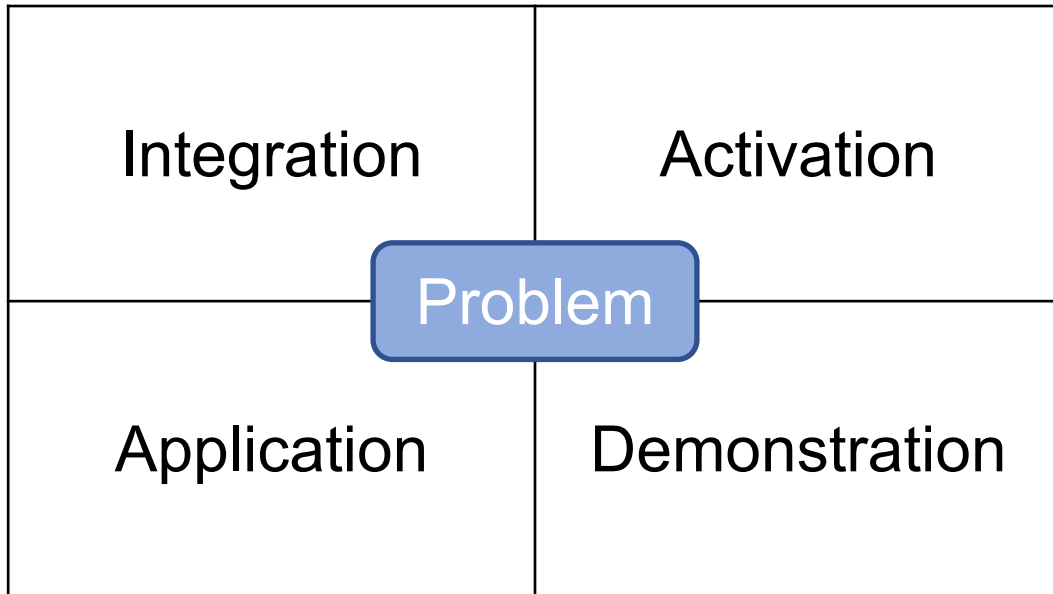 Integration
Activation
Problem
Application
Demonstration